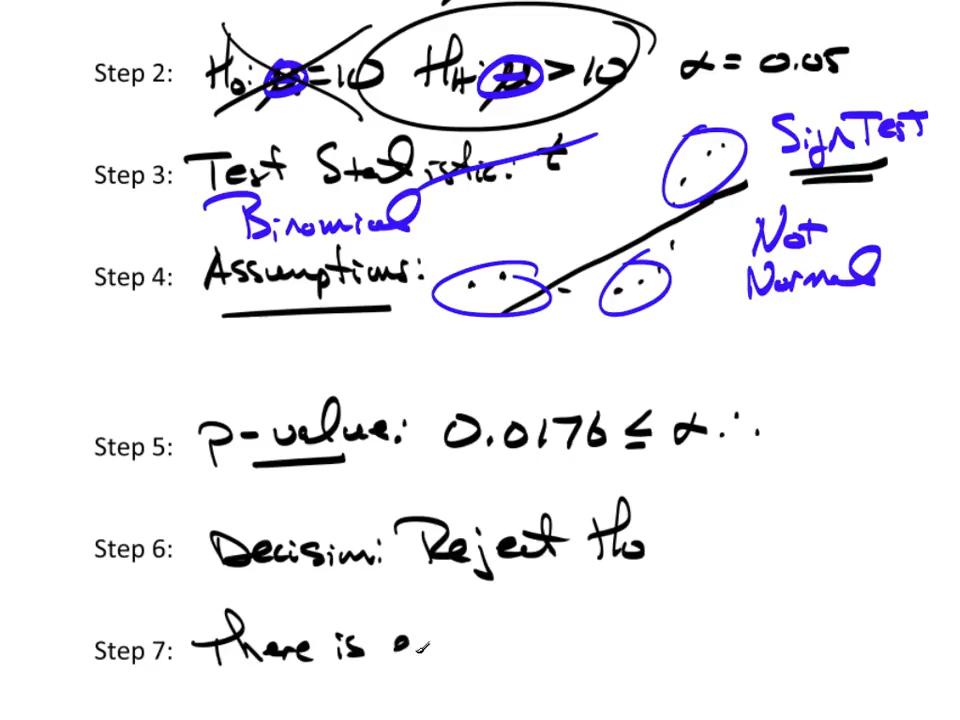 Step 2: H₀: μ = 10 H_A: μ > 10 α = 0.05
Sign Test
Step 3: Test Statistic: t
Binomial
Not
Normal
Step 4: Assumptions:
Step 5: p-value: 0.0176 ≤ α ∴
Step 6: Decision: Reject H₀
Step 7: There is